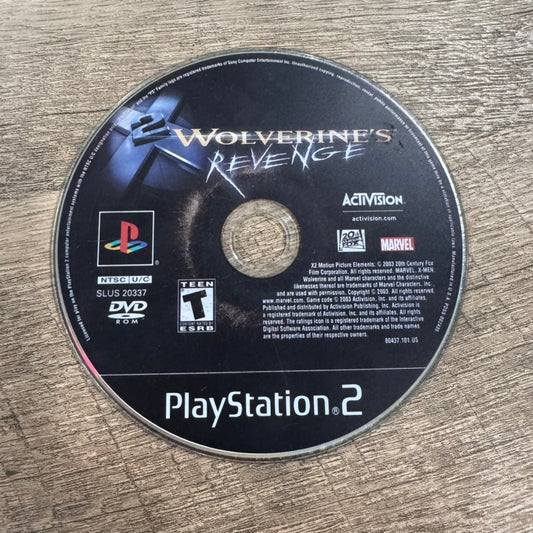 2 WOLVERINE'S
REVENGE
ACTIVISION
activision.com
20th
MARVEL
NTSC U/C
SLUS 20337
DVD
ROM
TEEN
T
CONTENT RATED BY
ESRB
X2 Motion Picture Elements: © 2003 20th Century Fox
Film Corporation. All rights reserved. MARVEL, X-MEN,
Wolverine and all Marvel Characters and the distinctive
likenesses thereof are trademarks of Marvel Characters, Inc.
and are used with permission. Copyright © 2003. All rights reserved.
www.marvel.com. Game code © 2003 Activision, Inc. and its affiliates.
Published and distributed by Activision Publishing, Inc. Activision is
a registered trademark of Activision, Inc. and its affiliates. All rights
reserved. The ratings icon is a registered trademark of the Interactive
Digital Software Association. All other trademarks and trade names
are the properties of their respective owners.
80437.101.US
PlayStation®2